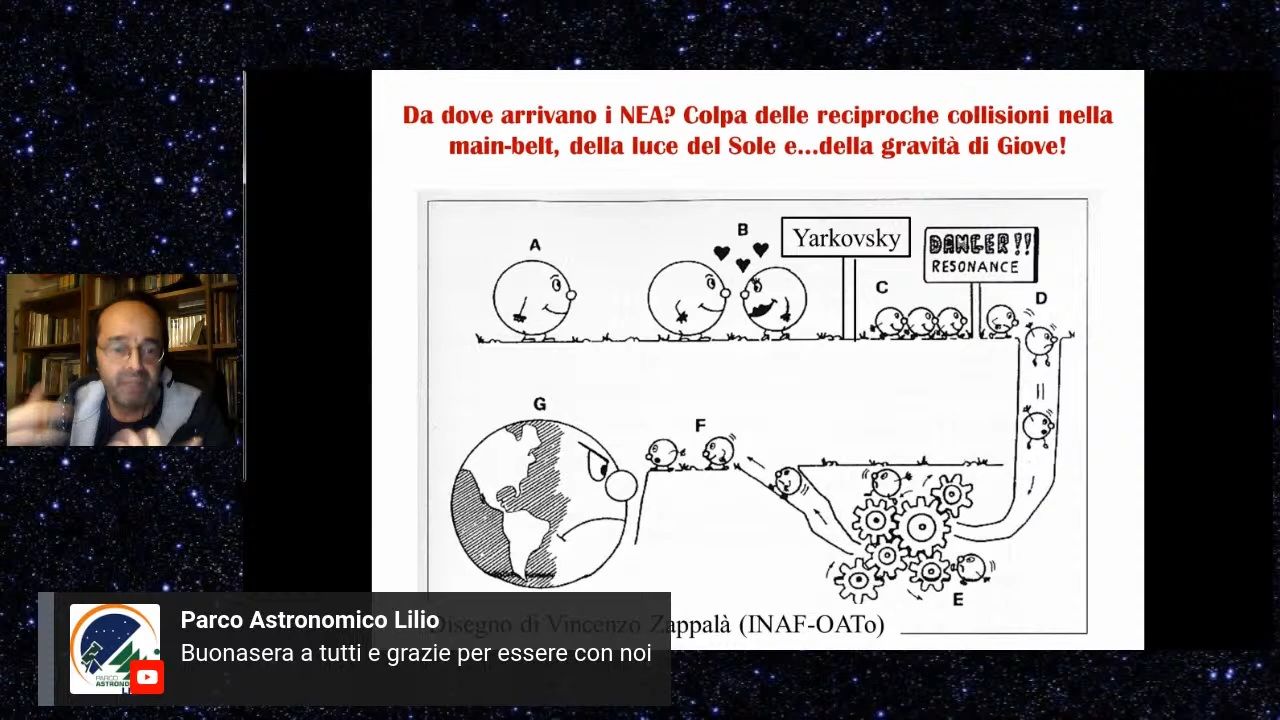 Da dove arrivano i NEA? Colpa delle reciproche collisioni nella
main-belt, della luce del Sole e...della gravità di Giove!
A
B
Yarkovsky
DANGER!!
RESONANCE
C
D
G
F
E
Disegno di Vincenzo Zappalà (INAF-OATo)
Parco Astronomico Lilio
Buonasera a tutti e grazie per essere con noi
PARCO